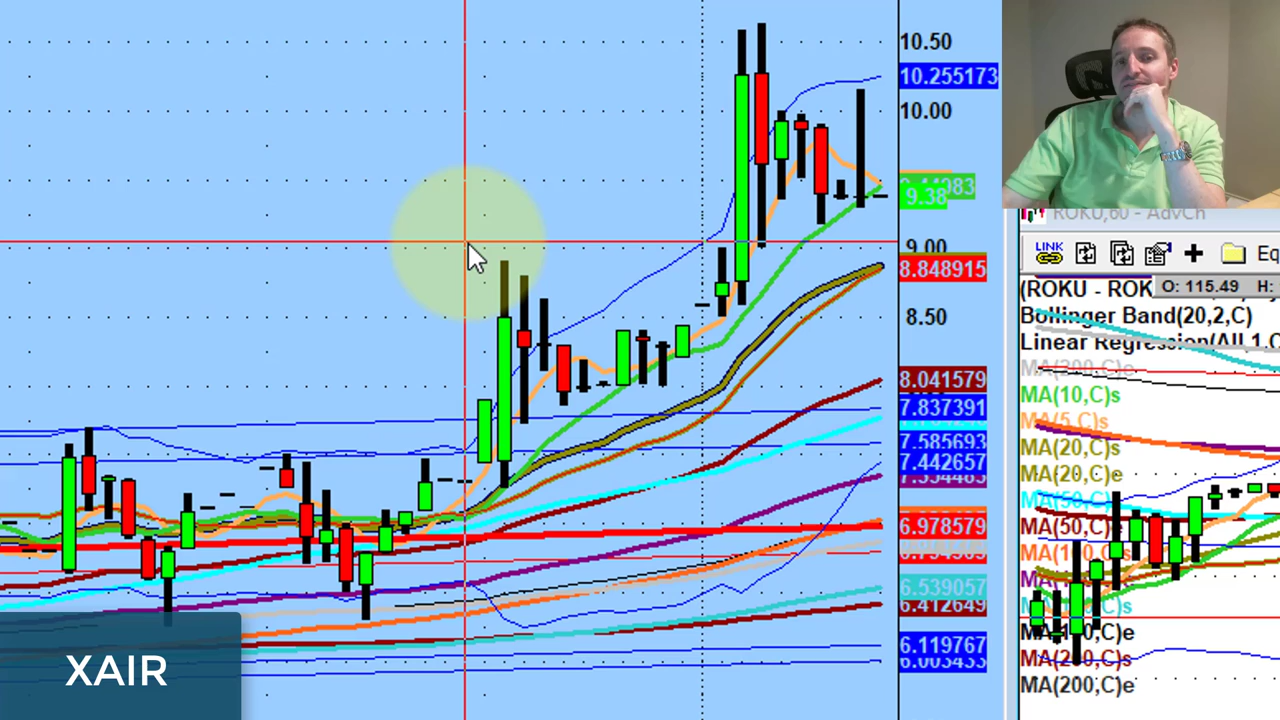 10.50
10.255173
10.00
9.38
9.00
8.848915
8.50
8.041579
7.837391
7.585693
7.442657
6.978579
6.539057
6.412649
6.119767
6.003433
XAIR
ROKU,60 - AdvCh
LINK
Eq
(ROKU - ROK
O: 115.49 H:
Bollinger Band(20,2,C)
Linear Regression(All,1,C
MA(200,C)e
MA(10,C)s
MA(5,C)s
MA(20,C)s
MA(20,C)e
MA(50,C)s
MA(50,C)e